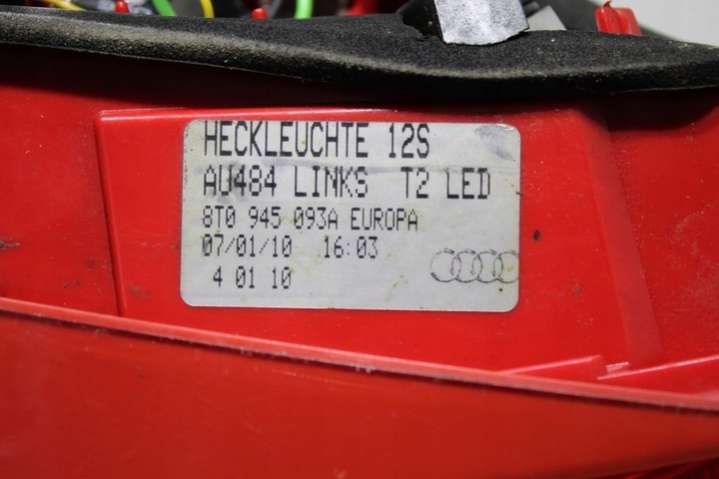 HECKLEUCHTE 12S
AU484 LINKS T2 LED
8T0 945 093A EUROPA
07/01/10 16:03
4 01 10